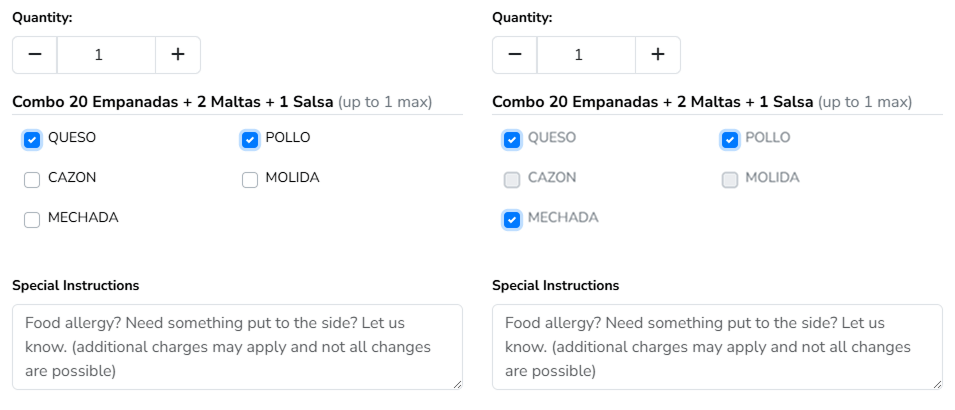 Quantity:
1
Combo 20 Empanadas + 2 Maltas + 1 Salsa (up to 1 max)
QUESO POLLO
CAZON MOLIDA
MECHADA
Special Instructions
Food allergy? Need something put to the side? Let us
know. (additional charges may apply and not all changes
are possible)
Quantity:
1
Combo 20 Empanadas + 2 Maltas + 1 Salsa (up to 1 max)
QUESO POLLO
CAZON MOLIDA
MECHADA
Special Instructions
Food allergy? Need something put to the side? Let us
know. (additional charges may apply and not all changes
are possible)